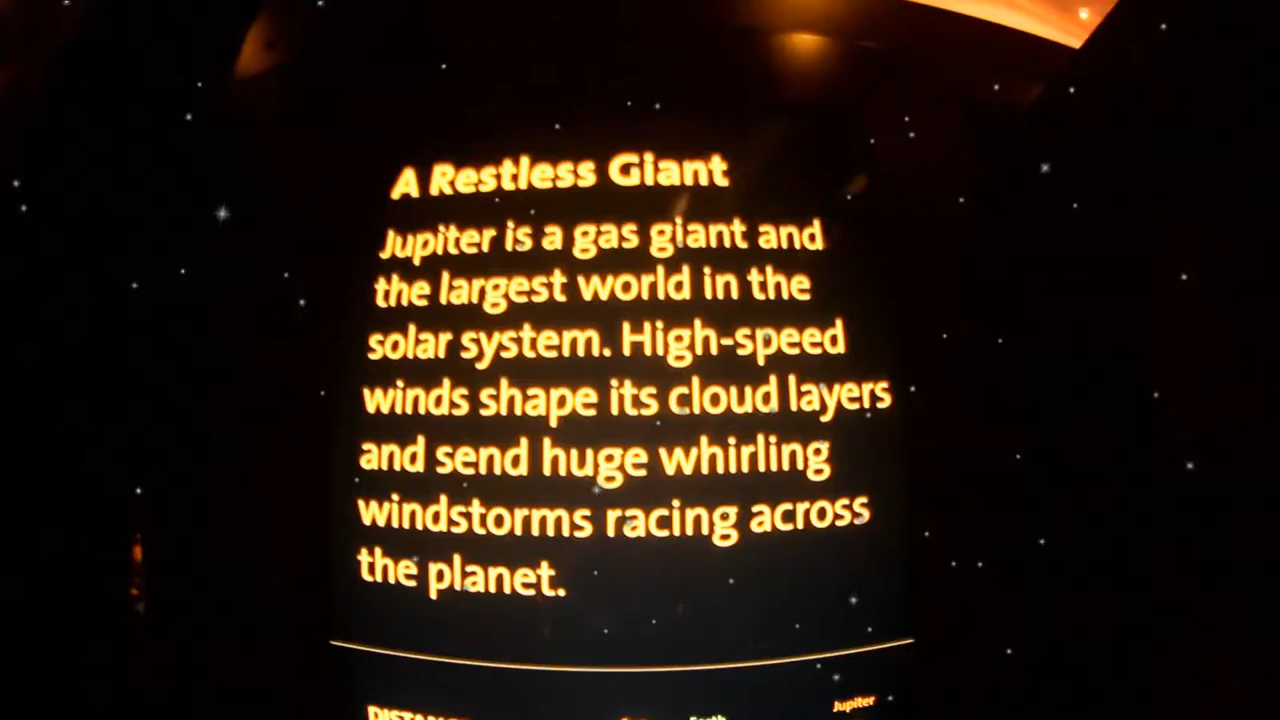 A Restless Giant
Jupiter is a gas giant and
the largest world in the
solar system. High-speed
winds shape its cloud layers
and send huge whirling
windstorms racing across
the planet.
Jupiter